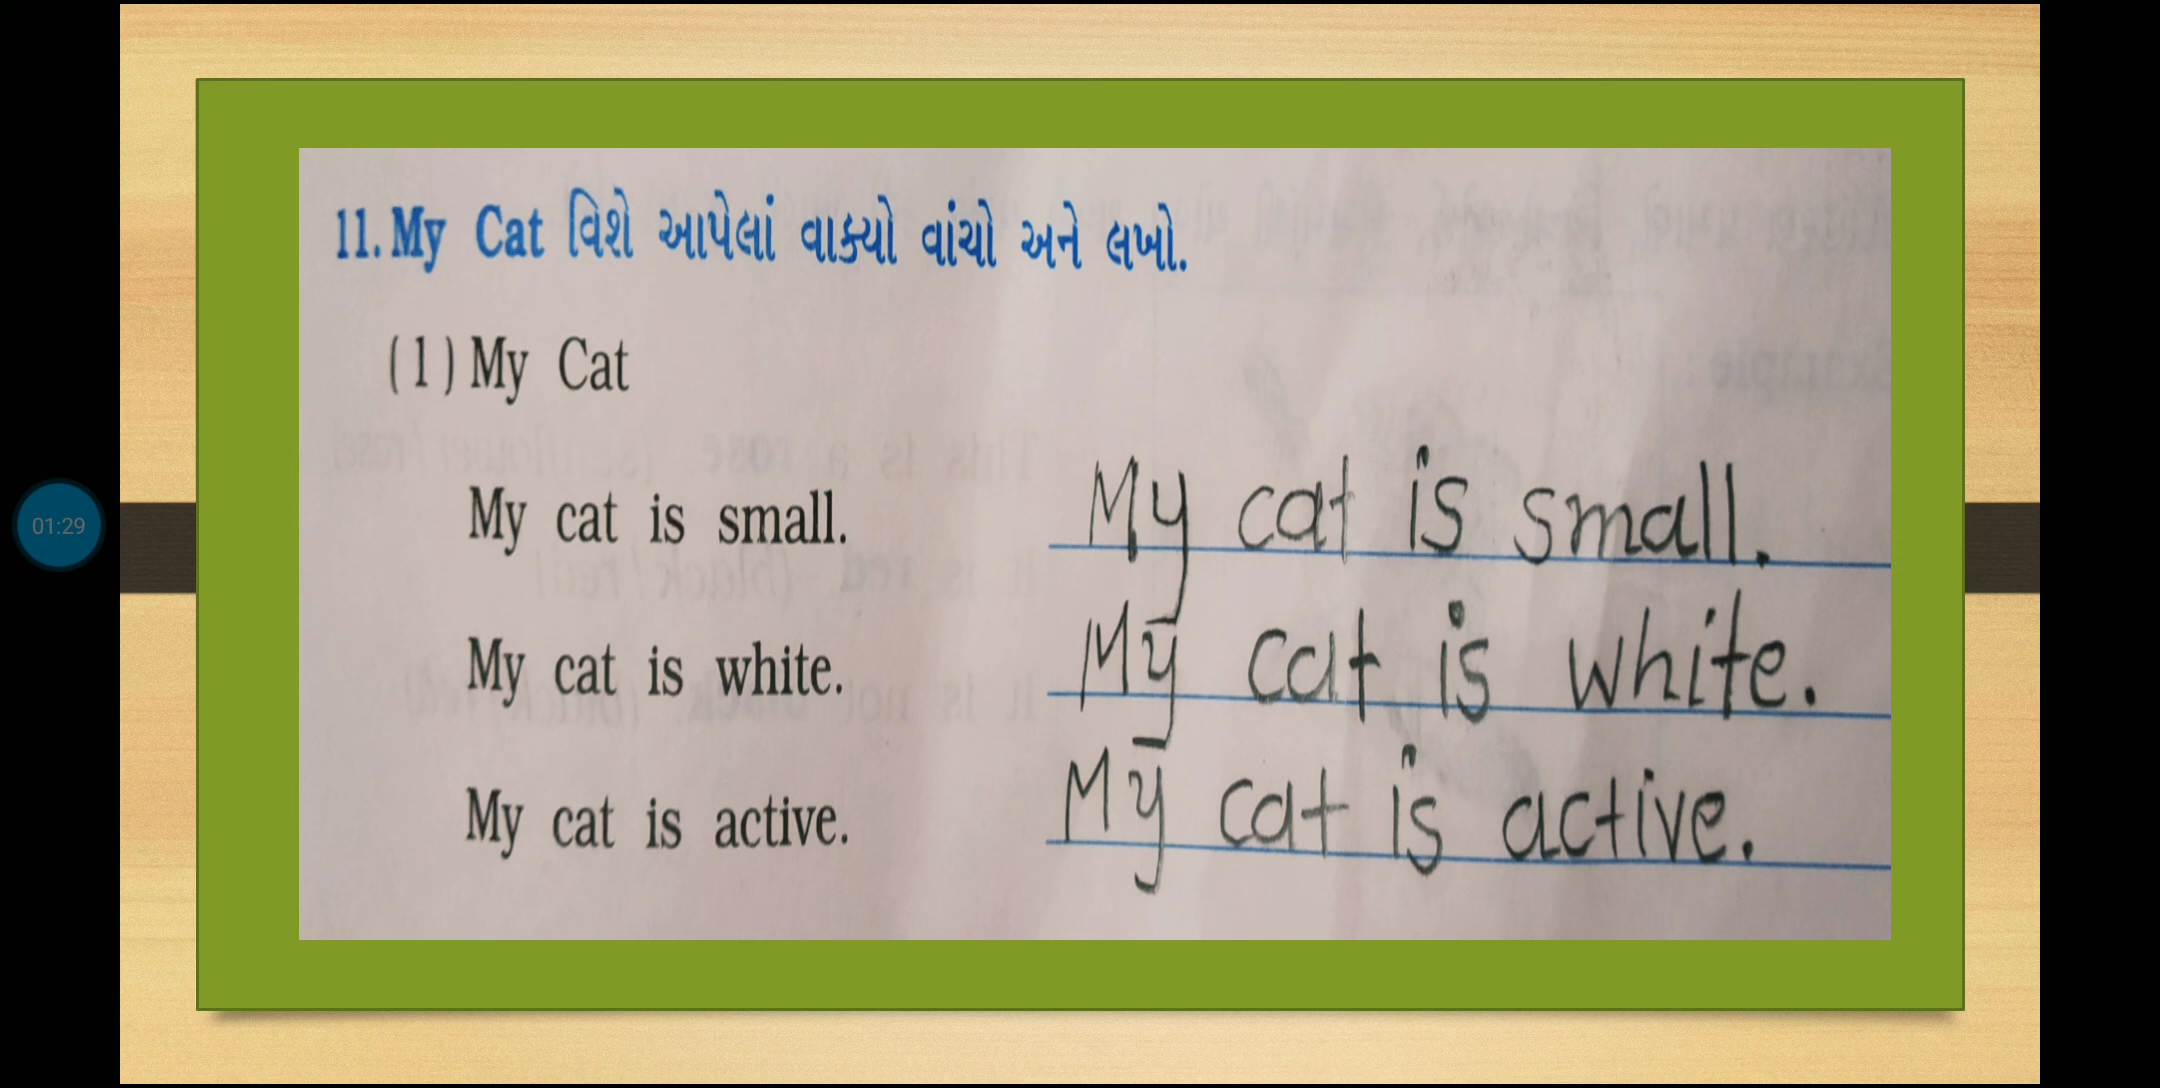 11. My Cat વિશે આપેલાં વાક્યો વાંચો અને લખો.
(1) My Cat
My cat is small. My cat is small.
01:29
My cat is white. My cat is white.
My cat is active. My cat is active.